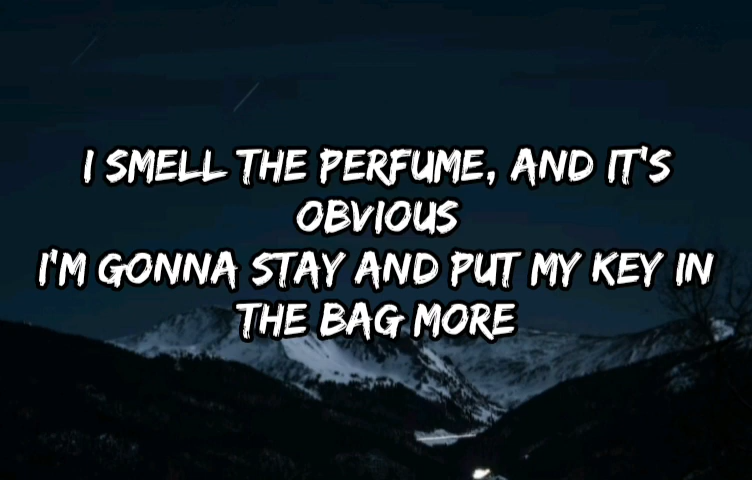 I SMELL THE PERFUME, AND IT'S
OBVIOUS
I'M GONNA STAY AND PUT MY KEY IN
THE BAG MORE